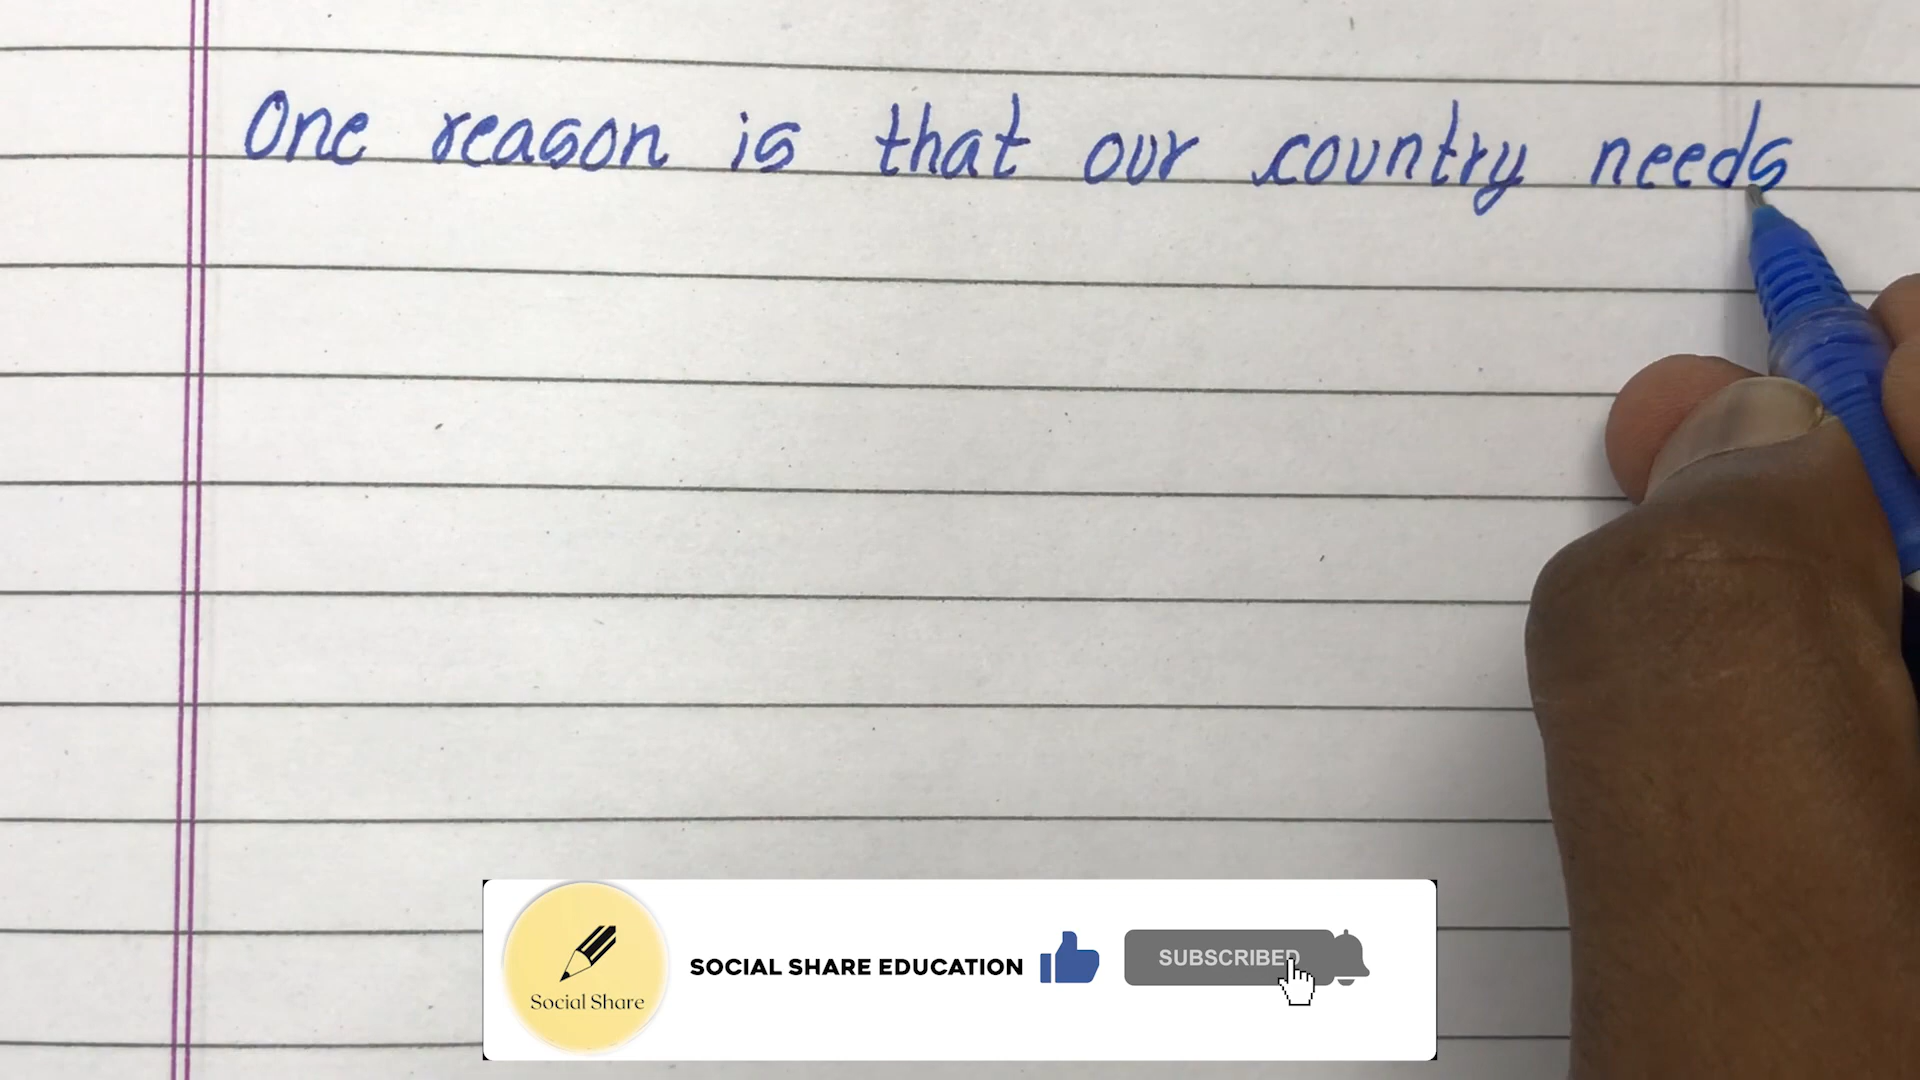 One reason is that our country needs
Social Share
SOCIAL SHARE EDUCATION
SUBSCRIBED